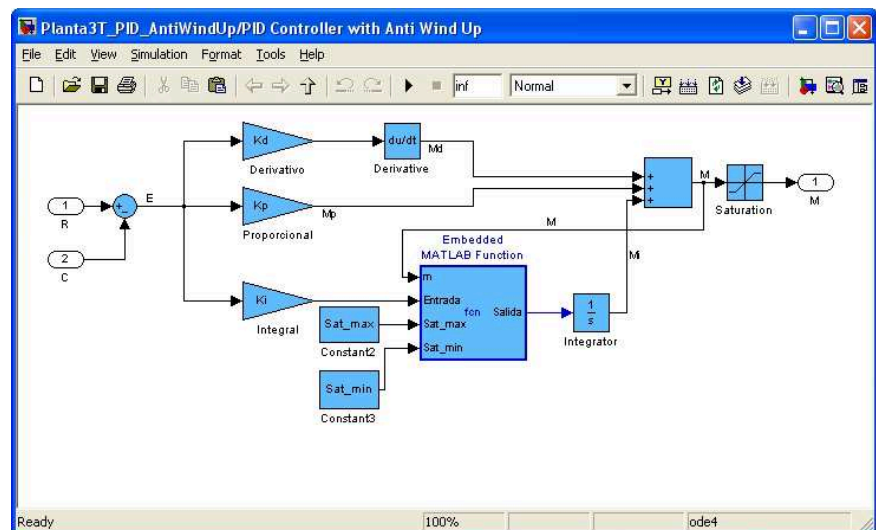 Planta3T_PID_AntiWindUp/PID Controller with Anti Wind Up
File Edit View Simulation Format Tools Help
inf Normal
Kd
Derivativo
du/dt
Derivative
Md
1
R
+
-
E
Kp
Proporcional
Mp
+
+
+
M
Saturation
1
M
2
C
M
Mi
Embedded
MATLAB Function
m
Entrada
Sat_max
Sat_min
fcn
Salida
Ki
Integral
1
s
Integrator
Sat_max
Constant2
Sat_min
Constant3
Ready 100% ode4